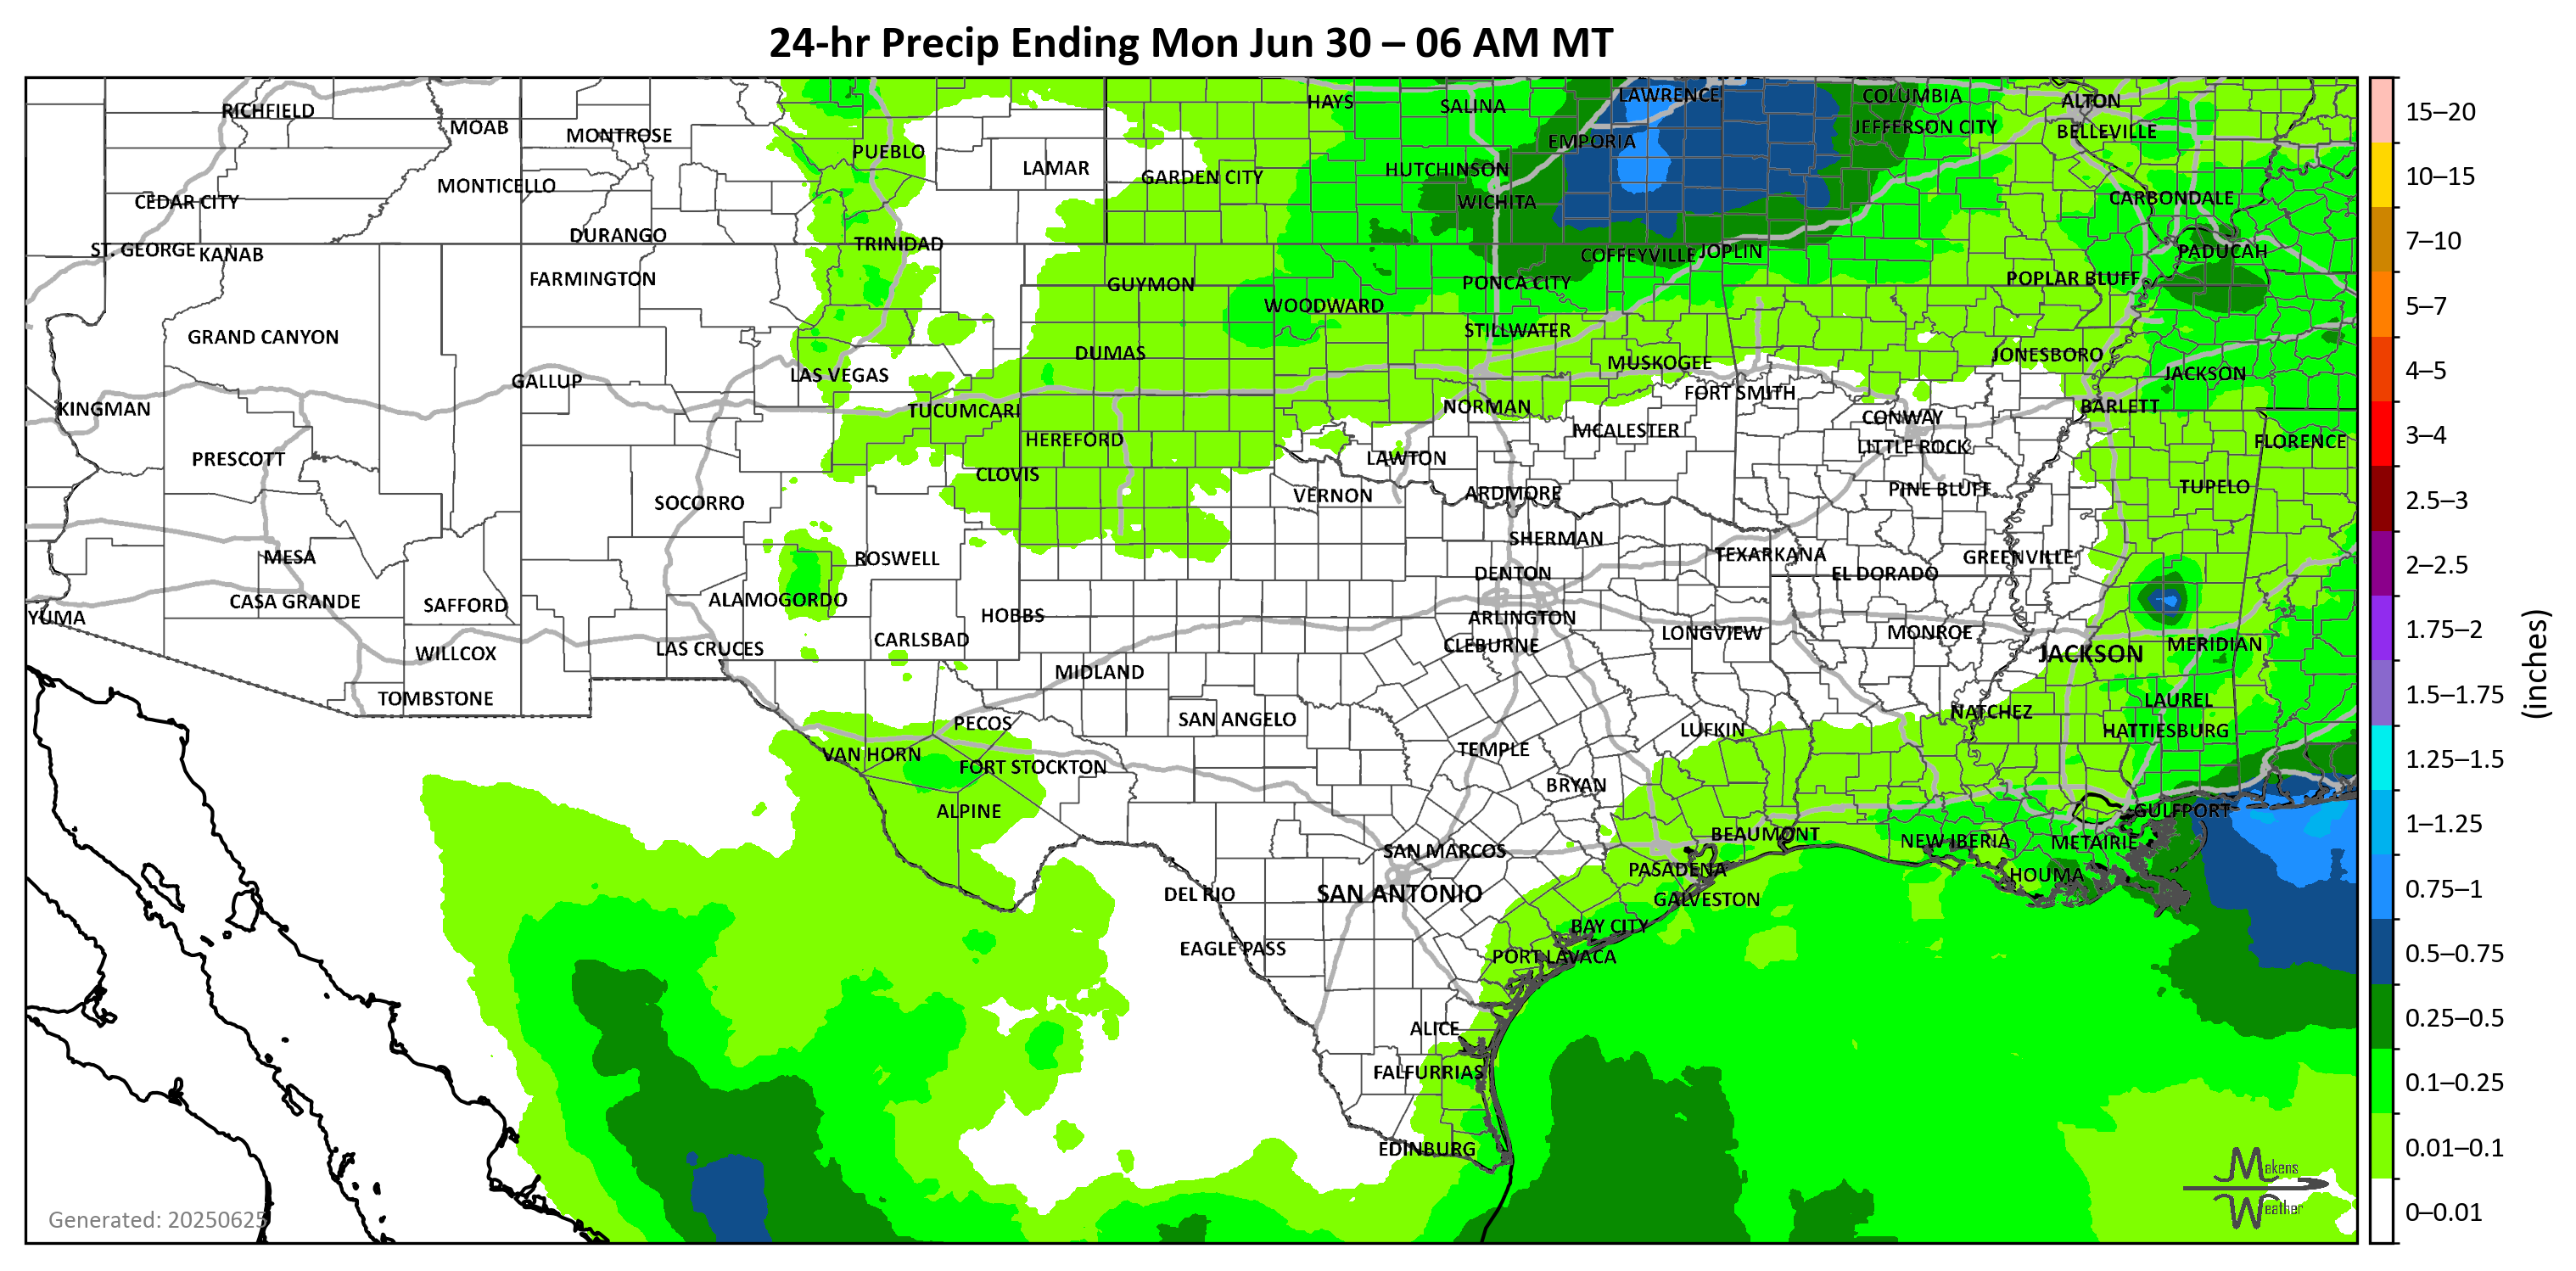 24-hr Precip Ending Mon Jun 30 – 06 AM MT
RICHFIELD
MOAB
MONTROSE
PUEBLO
LAMAR
GARDEN CITY
HAYS
SALINA
LAWRENCE
COLUMBIA
ALTON
JEFFERSON CITY
BELLEVILLE
EMPORIA
HUTCHINSON
WICHITA
MONTICELLO
CEDAR CITY
CARBONDALE
DURANGO
TRINIDAD
ST. GEORGE
KANAB
FARMINGTON
GUYMON
COFFEYVILLE
JOPLIN
PADUCAH
PONCA CITY
POPLAR BLUFF
WOODWARD
STILLWATER
GRAND CANYON
DUMAS
MUSKOGEE
JONESBORO
GALLUP
LAS VEGAS
FORT SMITH
JACKSON
KINGMAN
TUCUMCARI
NORMAN
CONWAY
BARLETT
HEREFORD
MCALESTER
LITTLE ROCK
FLORENCE
PRESCOTT
CLOVIS
LAWTON
SOCORRO
VERNON
ARDMORE
PINE BLUFF
TUPELO
MESA
ROSWELL
SHERMAN
TEXARKANA
GREENVILLE
DENTON
EL DORADO
CASA GRANDE
SAFFORD
ALAMOGORDO
HOBBS
YUMA
ARLINGTON
LONGVIEW
MONROE
CARLSBAD
CLEBURNE
MERIDIAN
WILLCOX
LAS CRUCES
JACKSON
MIDLAND
TOMBSTONE
LAUREL
PECOS
SAN ANGELO
NATCHEZ
LUFKIN
HATTIESBURG
VAN HORN
FORT STOCKTON
TEMPLE
BRYAN
ALPINE
GULFPORT
BEAUMONT
NEW IBERIA
METAIRIE
SAN MARCOS
PASADENA
HOUMA
DEL RIO
SAN ANTONIO
GALVESTON
BAY CITY
EAGLE PASS
PORT LAVACA
ALICE
FALFURRIAS
EDINBURG
Generated: 20250625
Makens
Weather
15–20
10–15
7–10
5–7
4–5
3–4
2.5–3
2–2.5
1.75–2
1.5–1.75
1.25–1.5
1–1.25
0.75–1
0.5–0.75
0.25–0.5
0.1–0.25
0.01–0.1
0–0.01
(inches)